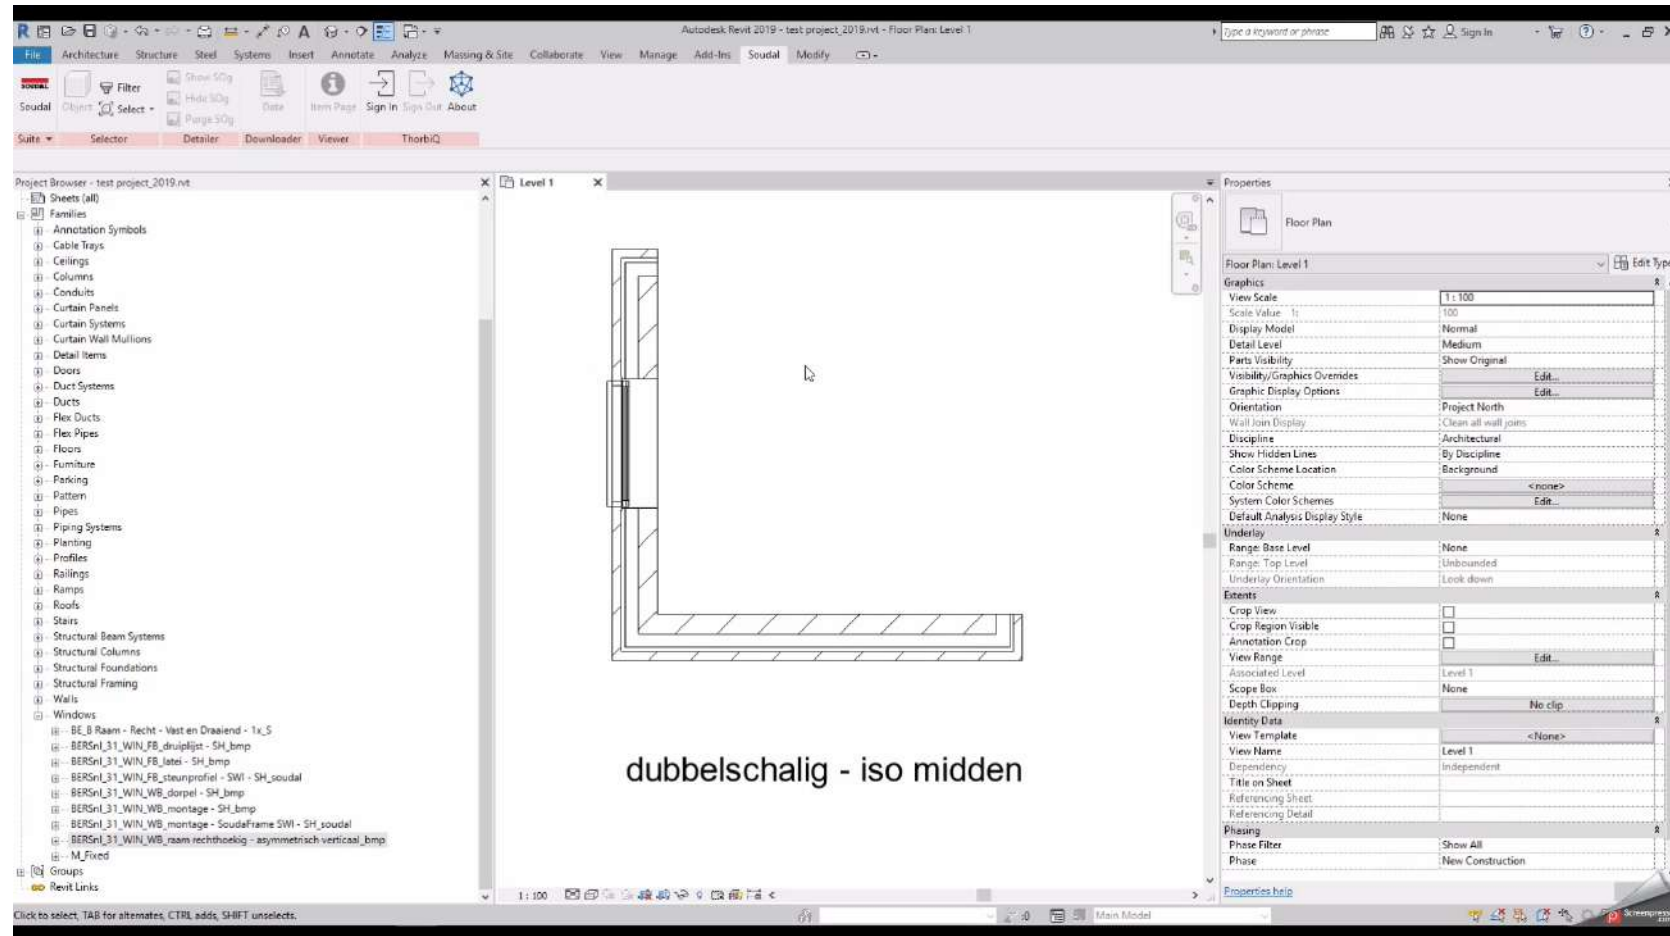 Autodesk Revit 2019 - test project_2019.rvt - Floor Plan: Level 1
Type a keyword or phrase
Sign In
File Architecture Structure Steel Systems Insert Annotate Analyze Massing & Site Collaborate View Manage Add-Ins Soudal Modify
SOUDAL
Soudal Object Filter Select
Show SOg
Hide SOg
Purge SOg
Date Item Page Sign In Sign Out About
Suite Selector Detailer Downloader Viewer ThorbiQ
Project Browser - test project_2019.rvt
Sheets (all)
Families
Annotation Symbols
Cable Trays
Ceilings
Columns
Conduits
Curtain Panels
Curtain Systems
Curtain Wall Mullions
Detail Items
Doors
Duct Systems
Ducts
Flex Ducts
Flex Pipes
Floors
Furniture
Parking
Pattern
Pipes
Piping Systems
Planting
Profiles
Railings
Ramps
Roofs
Stairs
Structural Beam Systems
Structural Columns
Structural Foundations
Structural Framing
Walls
Windows
BE_B Raam - Recht - Vast en Draaiend - 1x_S
BERSnl_31_WIN_FB_druiplijst - SH_bmp
BERSnl_31_WIN_FB_latei - SH_bmp
BERSnl_31_WIN_FB_steunprofiel - SWI - SH_soudal
BERSnl_31_WIN_WB_dorpel - SH_bmp
BERSnl_31_WIN_WB_montage - SH_bmp
BERSnl_31_WIN_WB_montage - SoudaFrame SWI - SH_soudal
BERSnl_31_WIN_WB_raam rechthoekig - asymmetrisch verticaal_bmp
M_Fixed
Groups
Revit Links
Level 1
dubbelschalig - iso midden
1 : 100
Properties
Floor Plan
Floor Plan: Level 1 Edit Type
Graphics
View Scale 1 : 100
Scale Value 1: 100
Display Model Normal
Detail Level Medium
Parts Visibility Show Original
Visibility/Graphics Overrides Edit...
Graphic Display Options Edit...
Orientation Project North
Wall Join Display Clean all wall joins
Discipline Architectural
Show Hidden Lines By Discipline
Color Scheme Location Background
Color Scheme <none>
System Color Schemes Edit...
Default Analysis Display Style None
Underlay
Range: Base Level None
Range: Top Level Unbounded
Underlay Orientation Look down
Extents
Crop View
Crop Region Visible
Annotation Crop
View Range Edit...
Associated Level Level 1
Scope Box None
Depth Clipping No clip
Identity Data
View Template <None>
View Name Level 1
Dependency Independent
Title on Sheet
Referencing Sheet
Referencing Detail
Phasing
Phase Filter Show All
Phase New Construction
Properties help
Click to select, TAB for alternates, CTRL adds, SHIFT unselects.
:0
Main Model